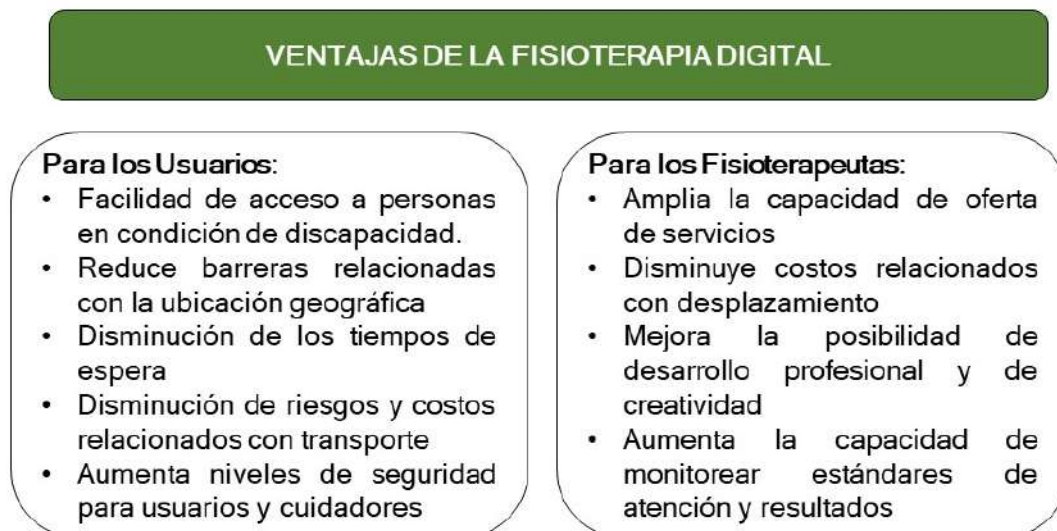 VENTAJAS DE LA FISIOTERAPIA DIGITAL
Para los Usuarios:
• Facilidad de acceso a personas
en condición de discapacidad.
• Reduce barreras relacionadas
con la ubicación geográfica
• Disminución de los tiempos de
espera
• Disminución de riesgos y costos
relacionados con transporte
• Aumenta niveles de seguridad
para usuarios y cuidadores
Para los Fisioterapeutas:
• Amplia la capacidad de oferta
de servicios
• Disminuye costos relacionados
con desplazamiento
• Mejora la posibilidad de
desarrollo profesional y de
creatividad
• Aumenta la capacidad de
monitorear estándares de
atención y resultados